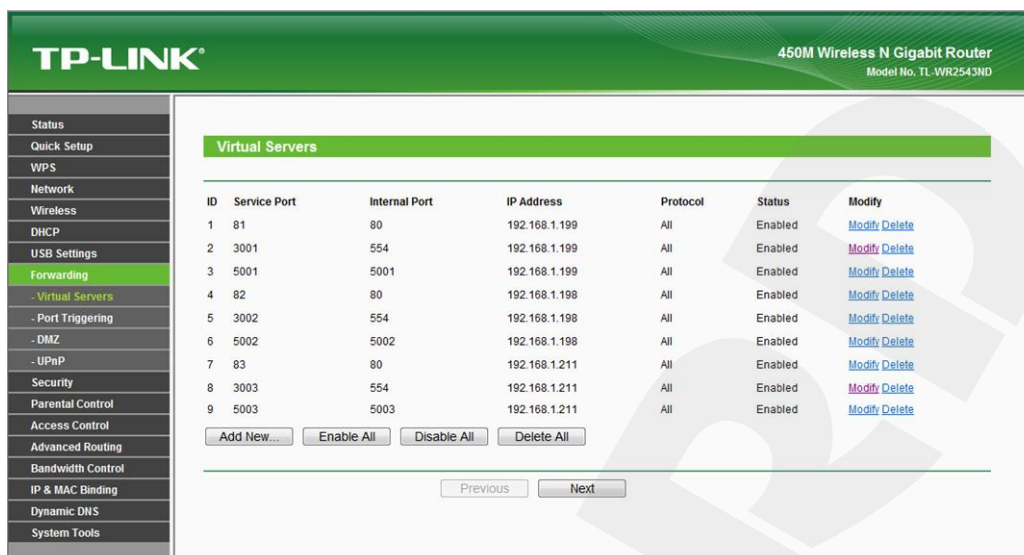 TP-LINK®
450M Wireless N Gigabit Router
Model No. TL-WR2543ND
Status
Quick Setup
WPS
Network
Wireless
DHCP
USB Settings
Forwarding
- Virtual Servers
- Port Triggering
- DMZ
- UPnP
Security
Parental Control
Access Control
Advanced Routing
Bandwidth Control
IP & MAC Binding
Dynamic DNS
System Tools
Virtual Servers
ID Service Port Internal Port IP Address Protocol Status Modify
1 81 80 192.168.1.199 All Enabled Modify Delete
2 3001 554 192.168.1.199 All Enabled Modify Delete
3 5001 5001 192.168.1.199 All Enabled Modify Delete
4 82 80 192.168.1.198 All Enabled Modify Delete
5 3002 554 192.168.1.198 All Enabled Modify Delete
6 5002 5002 192.168.1.198 All Enabled Modify Delete
7 83 80 192.168.1.211 All Enabled Modify Delete
8 3003 554 192.168.1.211 All Enabled Modify Delete
9 5003 5003 192.168.1.211 All Enabled Modify Delete
Add New... Enable All Disable All Delete All
Previous Next